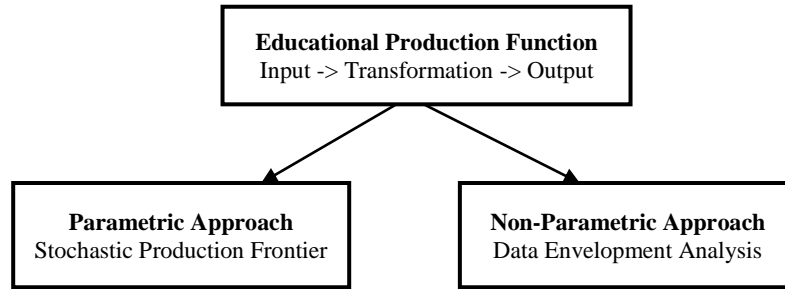 Educational Production Function
Input -> Transformation -> Output
Parametric Approach
Stochastic Production Frontier
Non-Parametric Approach
Data Envelopment Analysis